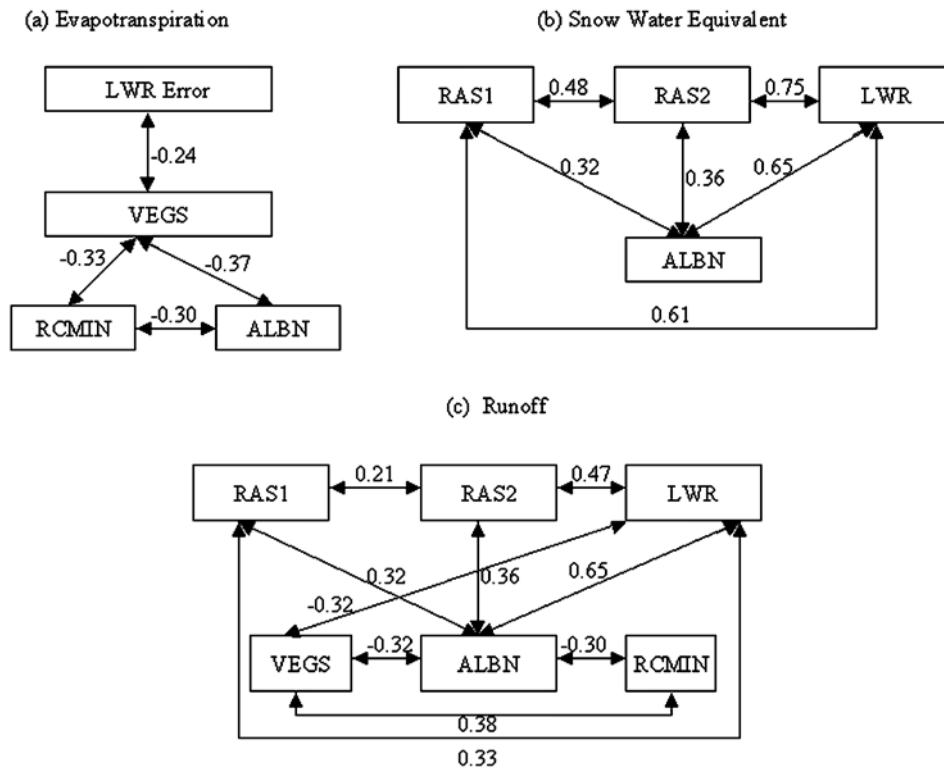 (a) Evapotranspiration
(b) Snow Water Equivalent
LWR Error
-0.24
VEGS
-0.33
-0.37
RCMIN
-0.30
ALBN
RAS1
0.48
RAS2
0.75
LWR
0.32
0.36
0.65
ALBN
0.61
(c) Runoff
RAS1
0.21
RAS2
0.47
LWR
0.32
0.36
0.65
-0.32
VEGS
-0.32
ALBN
-0.30
RCMIN
0.38
0.33